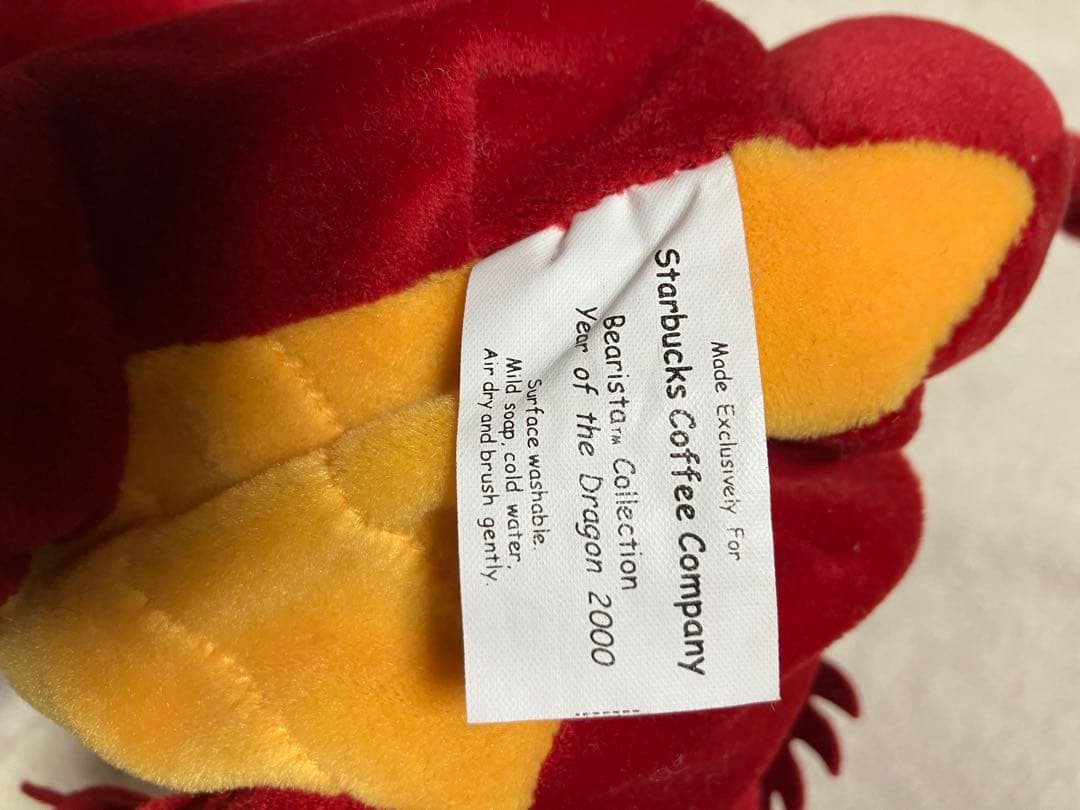 Made Exclusively For
Starbucks Coffee Company
Bearista™ Collection
Year of the Dragon 2000
Surface washable.
Mild soap, cold water,
Air dry and brush gently.